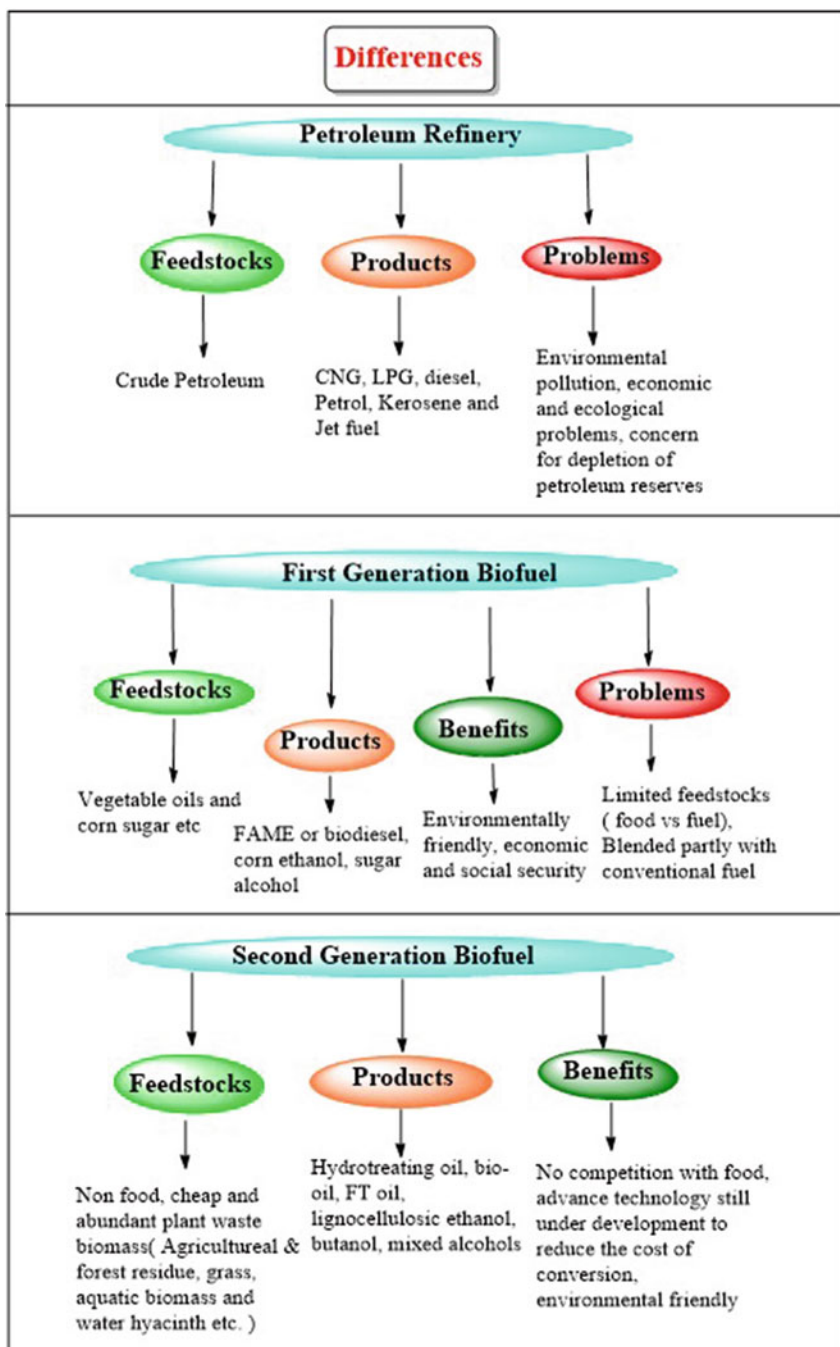 Differences
Petroleum Refinery
Feedstocks
Products
Problems
Crude Petroleum
CNG, LPG, diesel,
Petrol, Kerosene and
Jet fuel
Environmental
pollution, economic
and ecological
problems, concern
for depletion of
petroleum reserves
First Generation Biofuel
Feedstocks
Products
Benefits
Problems
Vegetable oils and
corn sugar etc
FAME or biodiesel,
corn ethanol, sugar
alcohol
Environmentally
friendly, economic
and social security
Limited feedstocks
( food vs fuel),
Blended partly with
conventional fuel
Second Generation Biofuel
Feedstocks
Products
Benefits
Non food, cheap and
abundant plant waste
biomass( Agricultureal &
forest residue, grass,
aquatic biomass and
water hyacinth etc. )
Hydrotreating oil, bio-
oil, FT oil,
lignocellulosic ethanol,
butanol, mixed alcohols
No competition with food,
advance technology still
under development to
reduce the cost of
conversion,
environmental friendly